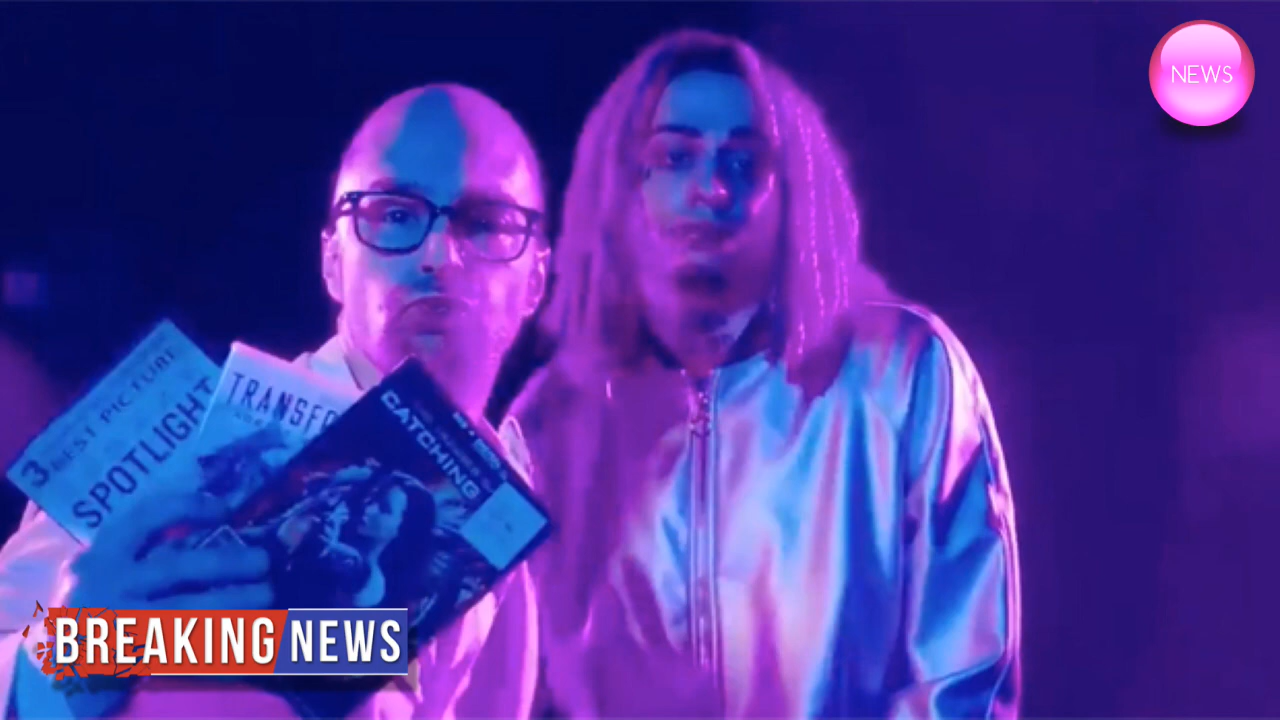 NEWS
3 BEST PICTURE
SPOTLIGHT
TRANSFO
CATCHING
BREAKING NEWS